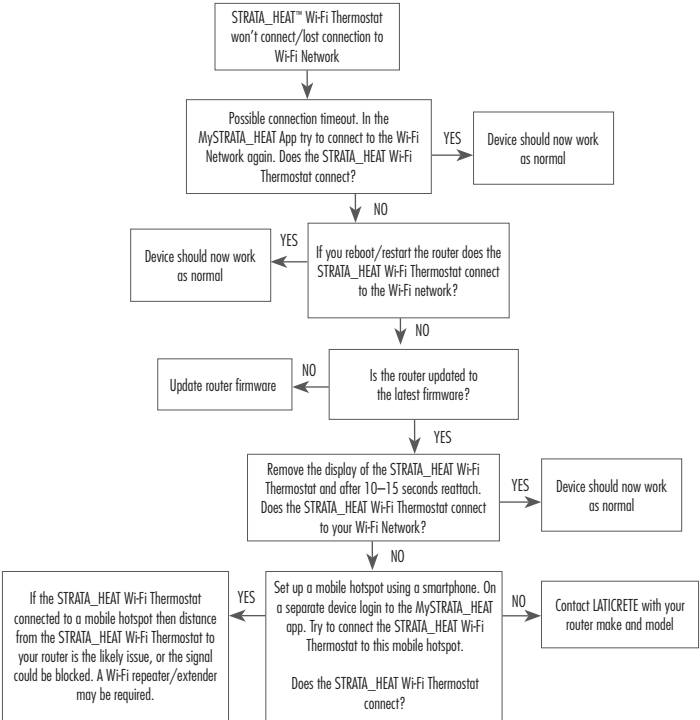 STRATA_HEAT™ Wi-Fi Thermostat
won't connect/lost connection to
Wi-Fi Network
Possible connection timeout. In the
MySTRATA_HEAT App try to connect to the Wi-Fi
Network again. Does the STRATA_HEAT Wi-Fi
Thermostat connect?
YES
Device should now work
as normal
NO
If you reboot/restart the router does the
STRATA_HEAT Wi-Fi Thermostat connect
to the Wi-Fi network?
YES
Device should now work
as normal
NO
Is the router updated to
the latest firmware?
NO
Update router firmware
YES
Remove the display of the STRATA_HEAT Wi-Fi
Thermostat and after 10–15 seconds reattach.
Does the STRATA_HEAT Wi-Fi Thermostat connect
to your Wi-Fi Network?
YES
Device should now work
as normal
NO
Set up a mobile hotspot using a smartphone. On
a separate device login to the MySTRATA_HEAT
app. Try to connect the STRATA_HEAT Wi-Fi
Thermostat to this mobile hotspot.
Does the STRATA_HEAT Wi-Fi Thermostat
connect?
YES
If the STRATA_HEAT Wi-Fi Thermostat
connected to a mobile hotspot then distance
from the STRATA_HEAT Wi-Fi Thermostat to
your router is the likely issue, or the signal
could be blocked. A Wi-Fi repeater/extender
may be required.
NO
Contact LATICRETE with your
router make and model